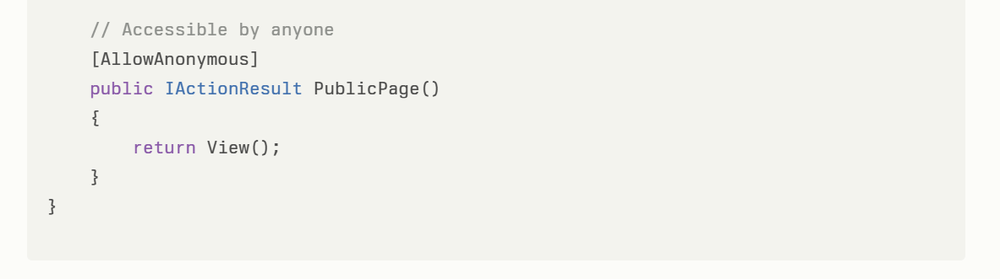 // Accessible by anyone
[AllowAnonymous]
public IActionResult PublicPage()
{
return View();
}
}